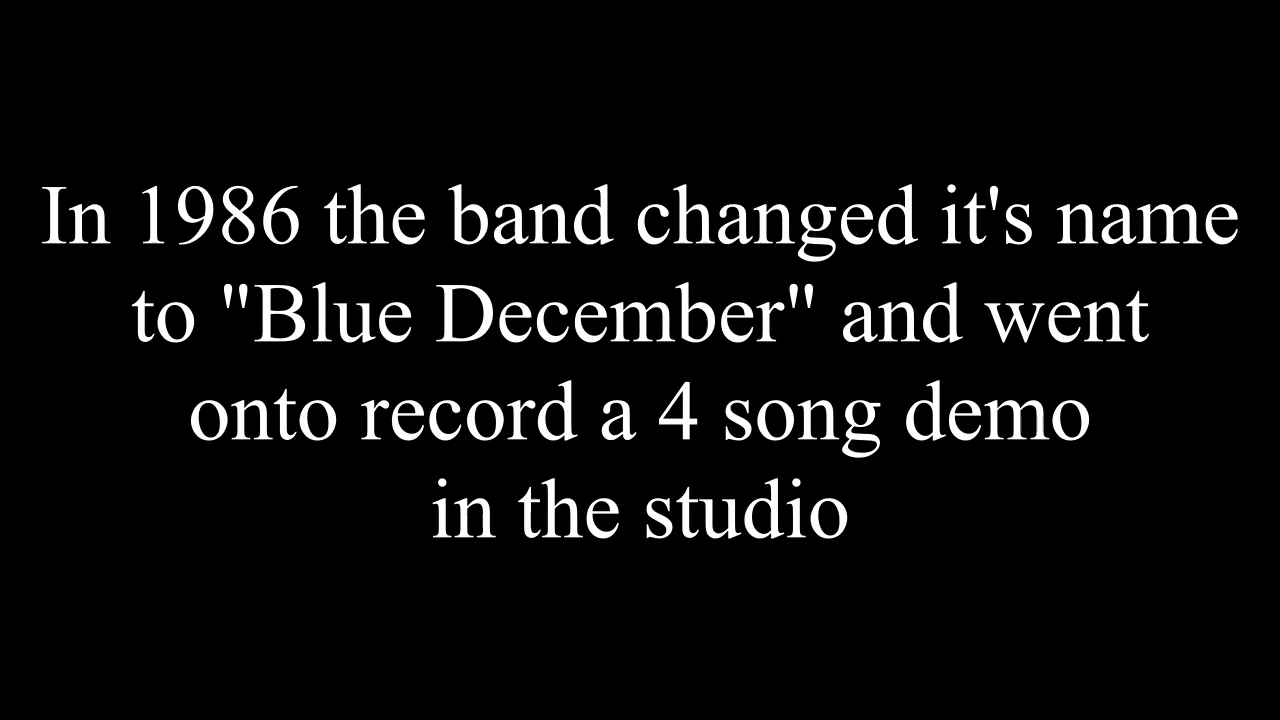 In 1986 the band changed it's name
to "Blue December" and went
onto record a 4 song demo
in the studio